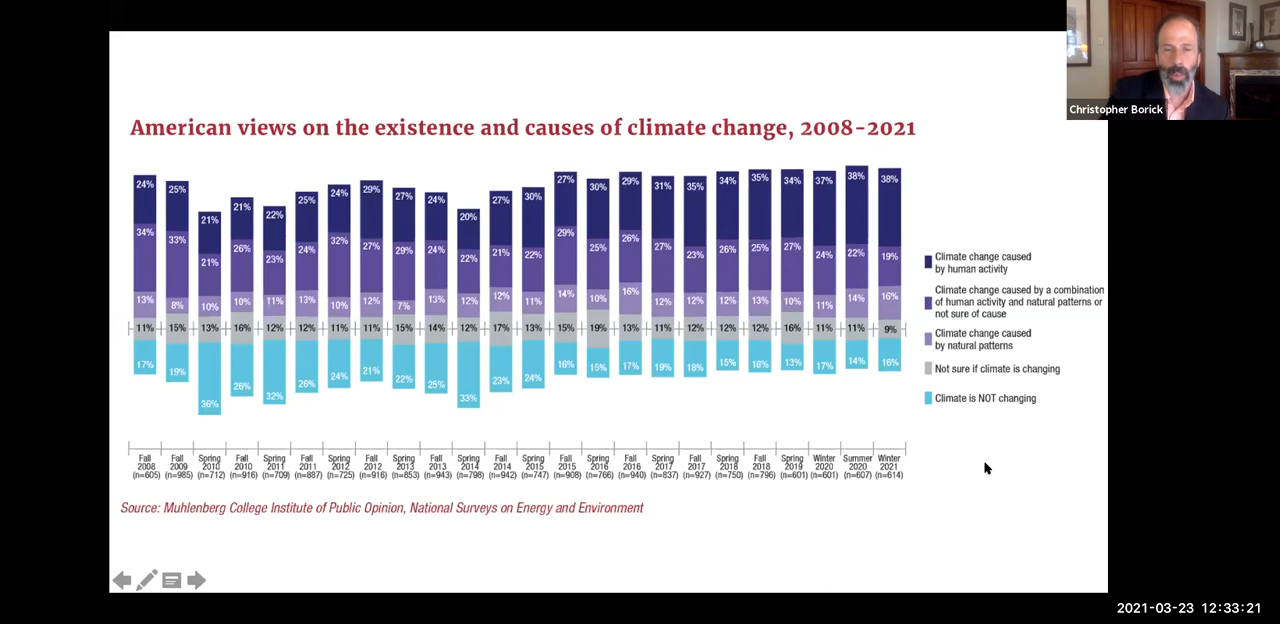 Christopher Borick
American views on the existence and causes of climate change, 2008-2021
24% 25% 21% 21% 22% 25% 24% 29% 27% 24% 20% 27% 30% 27% 30% 29% 31% 35% 34% 35% 34% 37% 38% 38%
34% 33% 21% 26% 23% 24% 32% 27% 29% 24% 22% 21% 22% 29% 25% 26% 27% 23% 26% 25% 27% 24% 22% 19%
13% 8% 10% 10% 11% 13% 10% 12% 7% 13% 12% 12% 11% 14% 10% 16% 12% 12% 12% 13% 10% 11% 14% 16%
11% 15% 13% 16% 12% 12% 11% 11% 15% 14% 12% 17% 13% 15% 19% 13% 11% 12% 12% 12% 16% 11% 11% 9%
17% 19% 36% 26% 32% 26% 24% 21% 22% 25% 33% 23% 24% 16% 15% 17% 19% 18% 15% 16% 13% 17% 14% 16%
Climate change caused
by human activity
Climate change caused by a combination
of human activity and natural patterns or
not sure of cause
Climate change caused
by natural patterns
Not sure if climate is changing
Climate is NOT changing
Fall Fall Spring Fall Spring Fall Spring Fall Spring Fall Spring Fall Spring Fall Spring Fall Spring Fall Spring Fall Spring Winter Summer Winter
2008 2009 2010 2010 2011 2011 2012 2012 2013 2013 2014 2014 2015 2015 2016 2016 2017 2017 2018 2018 2019 2020 2020 2021
(n=605) (n=985) (n=712) (n=916) (n=709) (n=887) (n=725) (n=916) (n=853) (n=943) (n=798) (n=942) (n=747) (n=908) (n=766) (n=940) (n=837) (n=927) (n=750) (n=796) (n=601) (n=601) (n=607) (n=614)
Source: Muhlenberg College Institute of Public Opinion, National Surveys on Energy and Environment
2021-03-23 12:33:21